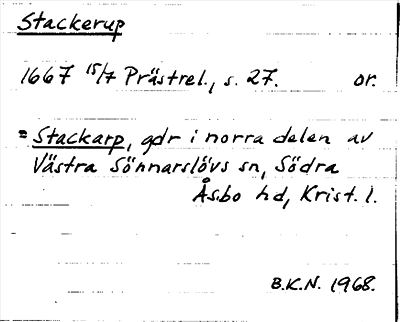 Stackerup
1667 15/7 Prästrel., s. 27. or.
= Stackarp, gdr i norra delen av
Västra Sönnarslövs sn, Södra
Åsbo hd, Krist. l.
B.K.N. 1968.